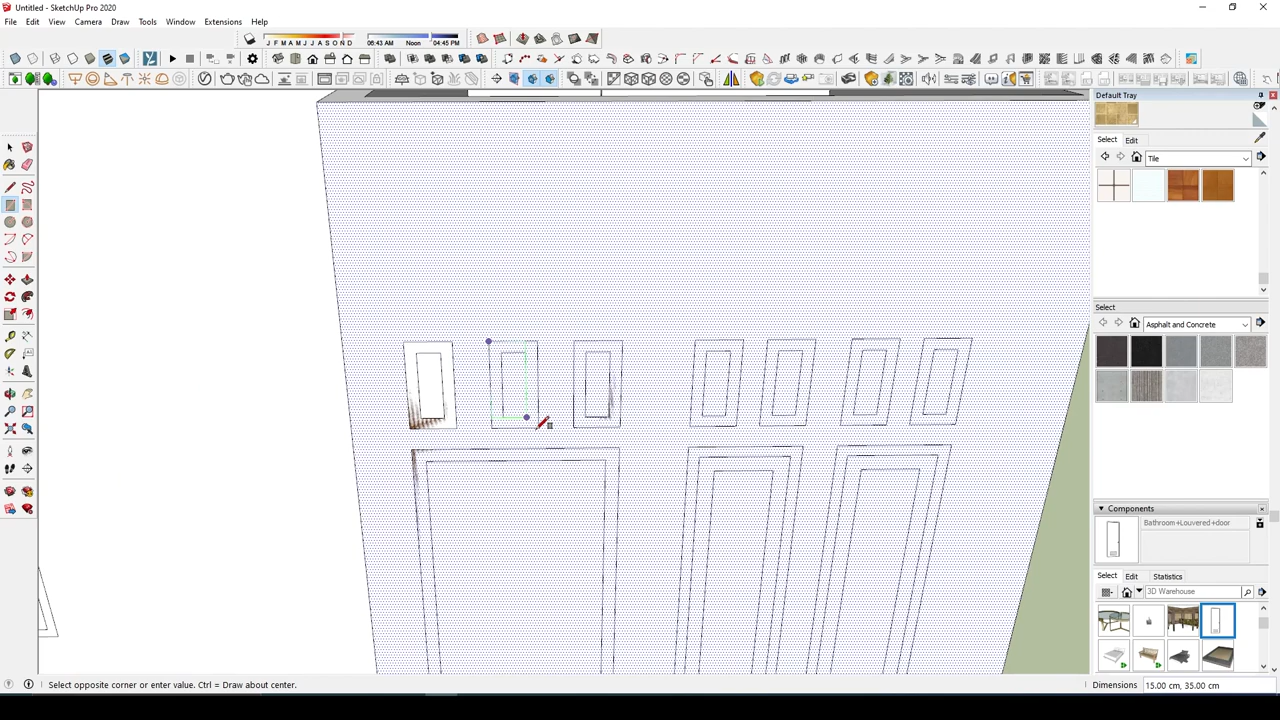 Untitled - SketchUp Pro 2020
File Edit View Camera Draw Tools Window Extensions Help
J F M A M J J A S O N D
06:43 AM Noon 04:45 PM
Default Tray
Select Edit
Tile
Select
Asphalt and Concrete
Components
Bathroom+Louvered+door
Select Edit Statistics
3D Warehouse
Select opposite corner or enter value. Ctrl = Draw about center.
Dimensions 15.00 cm, 35.00 cm